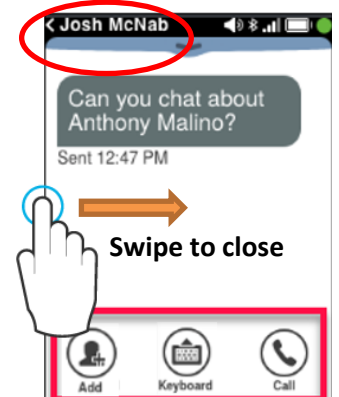 < Josh McNab
Can you chat about
Anthony Malino?
Sent 12:47 PM
Swipe to close
Add Keyboard Call